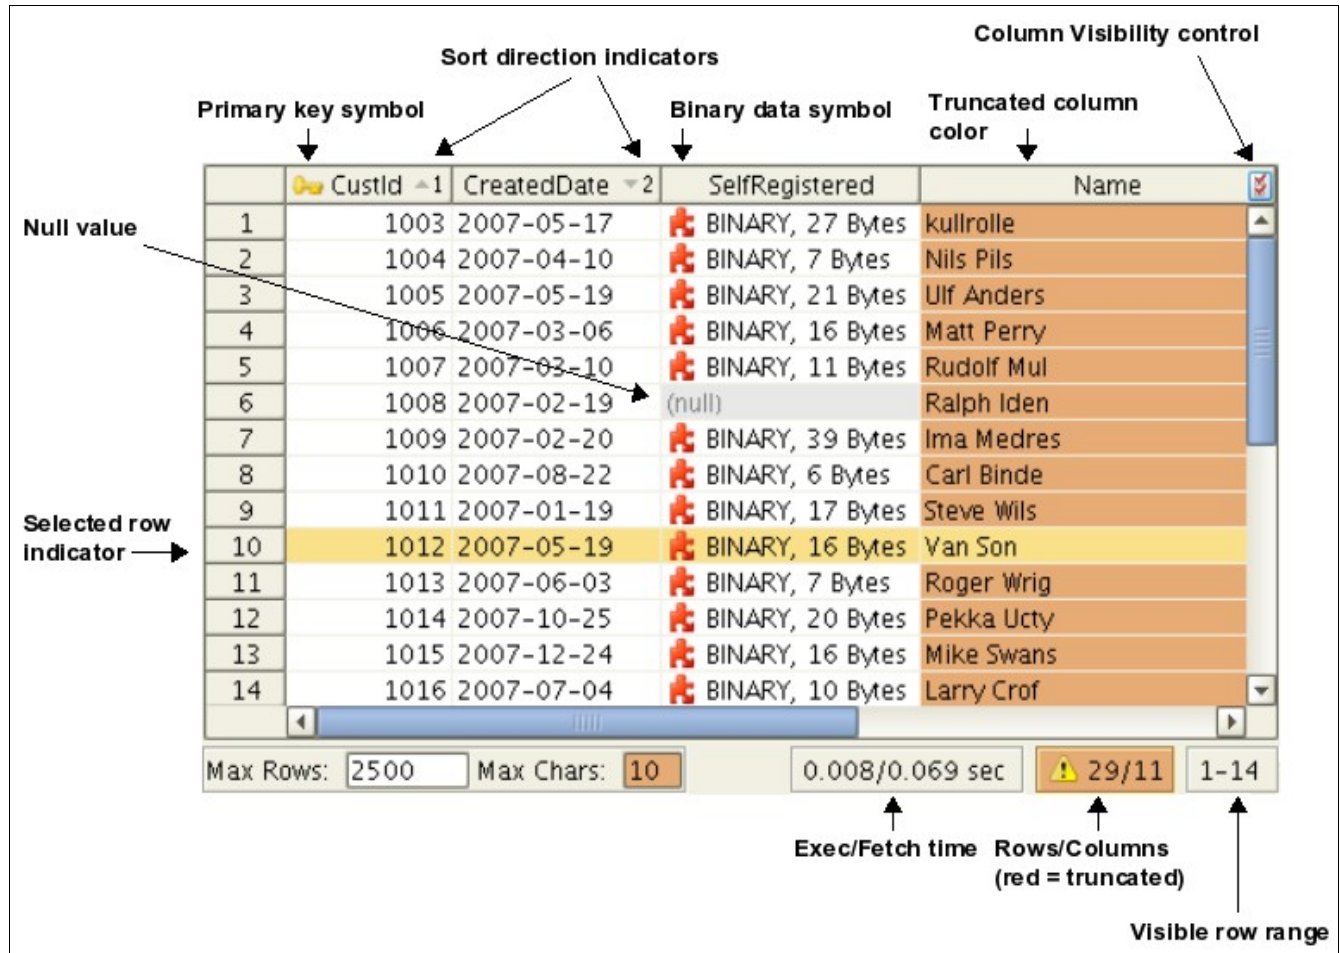 Column Visibility control
Sort direction indicators
Primary key symbol
Binary data symbol
Truncated column
color
CustId 1 CreatedDate 2 SelfRegistered Name
Null value
1 1003 2007-05-17 BINARY, 27 Bytes kullrolle
2 1004 2007-04-10 BINARY, 7 Bytes Nils Pils
3 1005 2007-05-19 BINARY, 21 Bytes Ulf Anders
4 1006 2007-03-06 BINARY, 16 Bytes Matt Perry
5 1007 2007-03-10 BINARY, 11 Bytes Rudolf Mul
6 1008 2007-02-19 (null) Ralph Iden
7 1009 2007-02-20 BINARY, 39 Bytes Ima Medres
8 1010 2007-08-22 BINARY, 6 Bytes Carl Binde
9 1011 2007-01-19 BINARY, 17 Bytes Steve Wils
Selected row
indicator
10 1012 2007-05-19 BINARY, 16 Bytes Van Son
11 1013 2007-06-03 BINARY, 7 Bytes Roger Wrig
12 1014 2007-10-25 BINARY, 20 Bytes Pekka Ucty
13 1015 2007-12-24 BINARY, 16 Bytes Mike Swans
14 1016 2007-07-04 BINARY, 10 Bytes Larry Crof
Max Rows: 2500 Max Chars: 10 0.008/0.069 sec 29/11 1-14
Exec/Fetch time
Rows/Columns
(red = truncated)
Visible row range